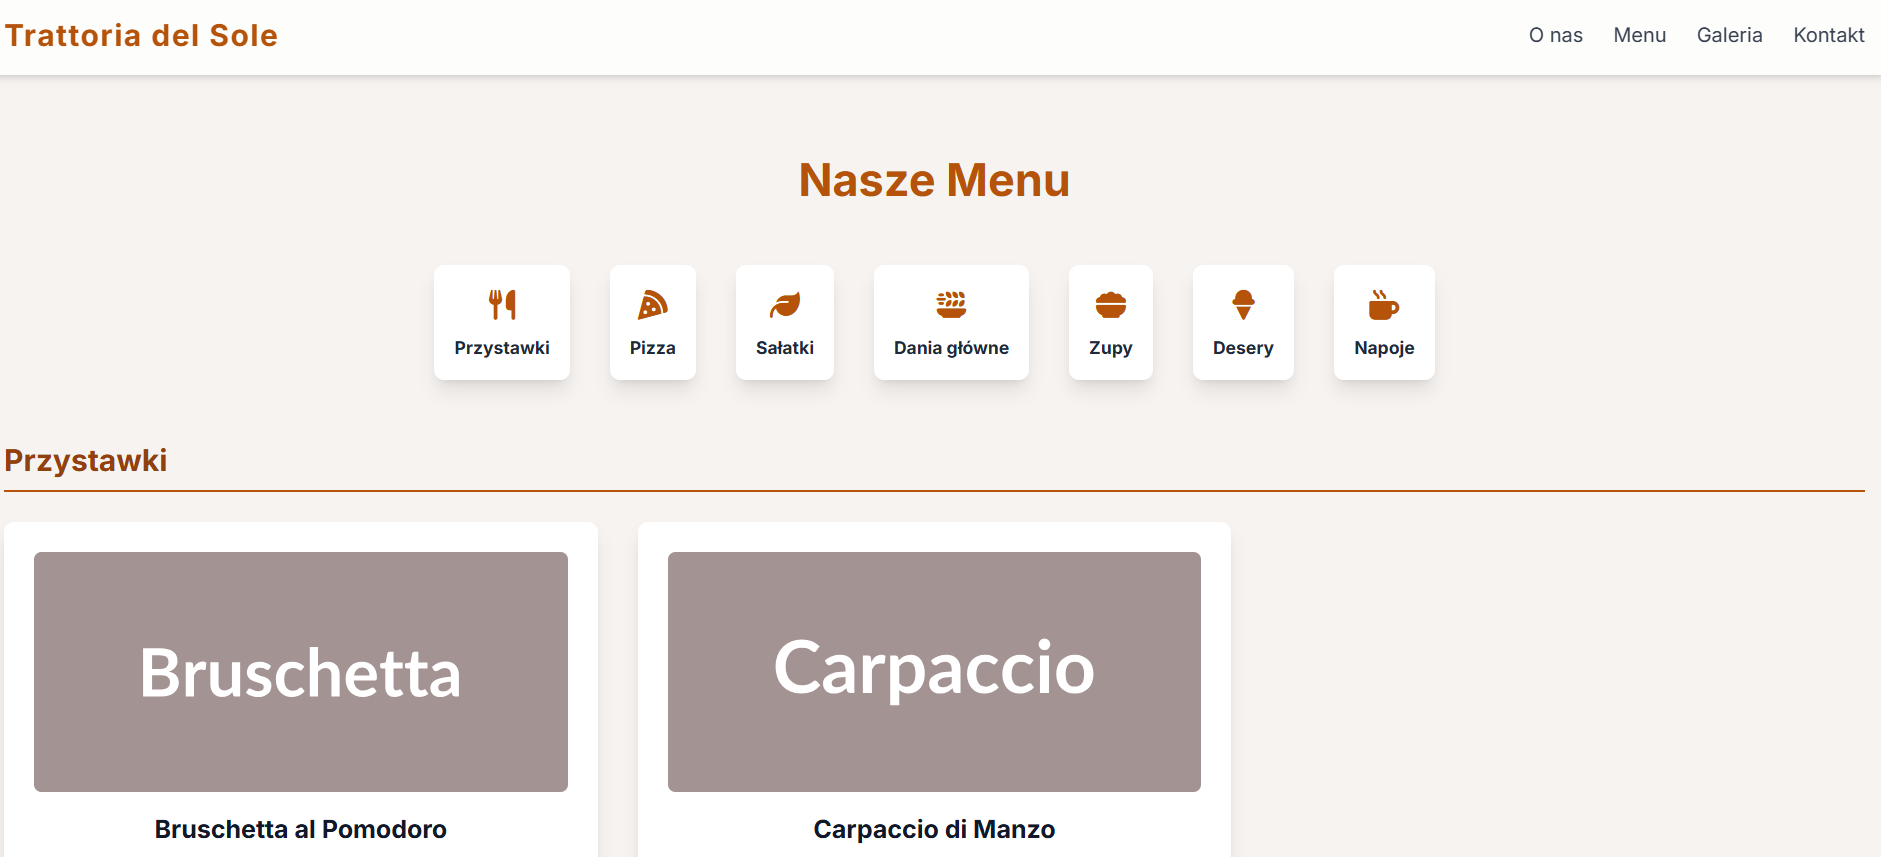 Trattoria del Sole
O nas Menu Galeria Kontakt
Nasze Menu
Przystawki Pizza Sałatki Dania główne Zupy Desery Napoje
Przystawki
Bruschetta Carpaccio
Bruschetta al Pomodoro Carpaccio di Manzo